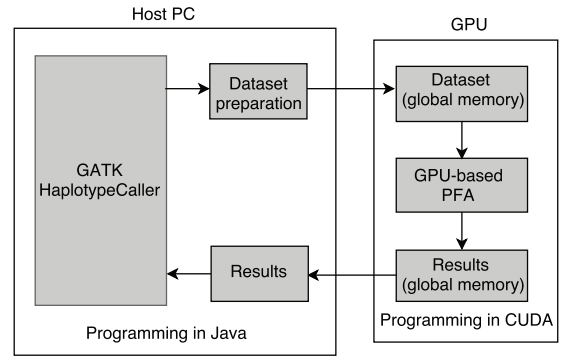 Host PC
GPU
GATK
HaplotypeCaller
Dataset
preparation
Dataset
(global memory)
GPU-based
PFA
Results
Results
(global memory)
Programming in Java
Programming in CUDA